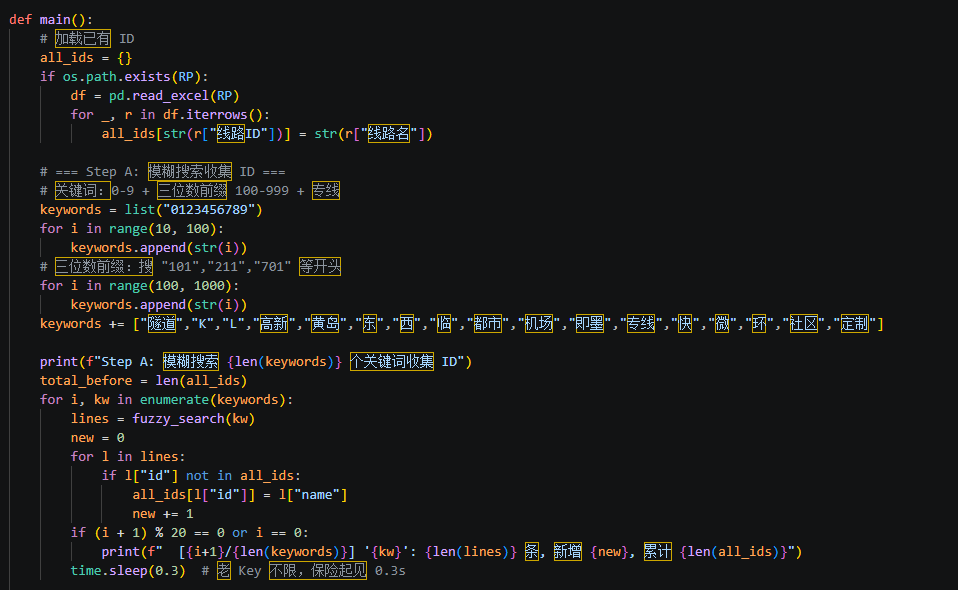 def main():
    # 加载已有 ID
    all_ids = {}
    if os.path.exists(RP):
        df = pd.read_excel(RP)
        for _, r in df.iterrows():
            all_ids[str(r["线路ID"])] = str(r["线路名"])
    # === Step A: 模糊搜索收集 ID ===
    # 关键词：0-9 + 三位数前缀 100-999 + 专线
    keywords = list("0123456789")
    for i in range(10, 100):
        keywords.append(str(i))
    # 三位数前缀：搜 "101","211","701" 等开头
    for i in range(100, 1000):
        keywords.append(str(i))
    keywords += ["隧道","K","L","高新","黄岛","东","西","临","都市","机场","即墨","专线","快","微","环","社区","定制"]
    print(f"Step A: 模糊搜索 {len(keywords)} 个关键词收集 ID")
    total_before = len(all_ids)
    for i, kw in enumerate(keywords):
        lines = fuzzy_search(kw)
        new = 0
        for l in lines:
            if l["id"] not in all_ids:
                all_ids[l["id"]] = l["name"]
                new += 1
        if (i + 1) % 20 == 0 or i == 0:
            print(f"  [{i+1}/{len(keywords)}] '{kw}': {len(lines)} 条, 新增 {new}, 累计 {len(all_ids)}")
        time.sleep(0.3)  # 老 Key 不限，保险起见 0.3s